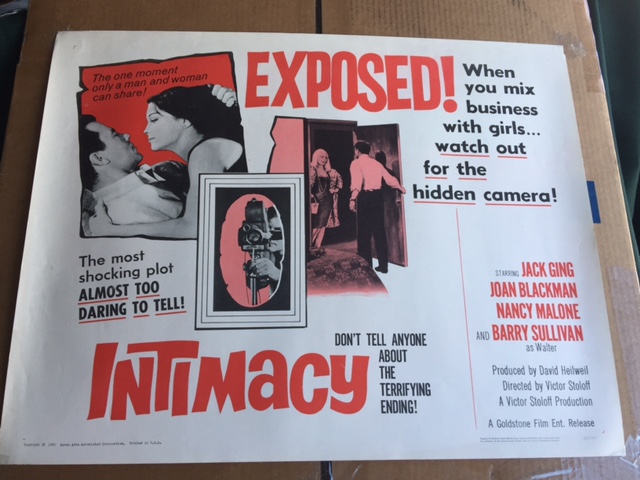 The one moment
only a man and woman
can share!
EXPOSED!
When
you mix
business
with girls...
watch out
for the
hidden camera!
The most
shocking plot
ALMOST TOO
DARING TO TELL!
STARRING JACK GING
JOAN BLACKMAN
NANCY MALONE
AND BARRY SULLIVAN
as Walter
INTIMACY
DON'T TELL ANYONE
ABOUT
THE
TERRIFYING
ENDING!
Produced by David Heilweil
Directed by Victor Stoloff
A Victor Stoloff Production
A Goldstone Film Ent. Release